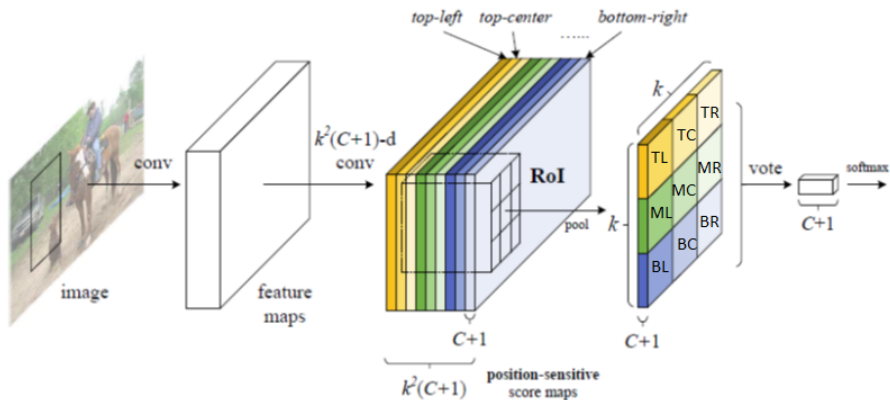 top-left top-center ...... bottom-right
k
k²(C+1)-d
conv
conv
RoI
pool
k
TL TC TR
ML MC MR
BL BC BR
vote
softmax
C+1
image
feature
maps
C+1
C+1
k²(C+1)
position-sensitive
score maps